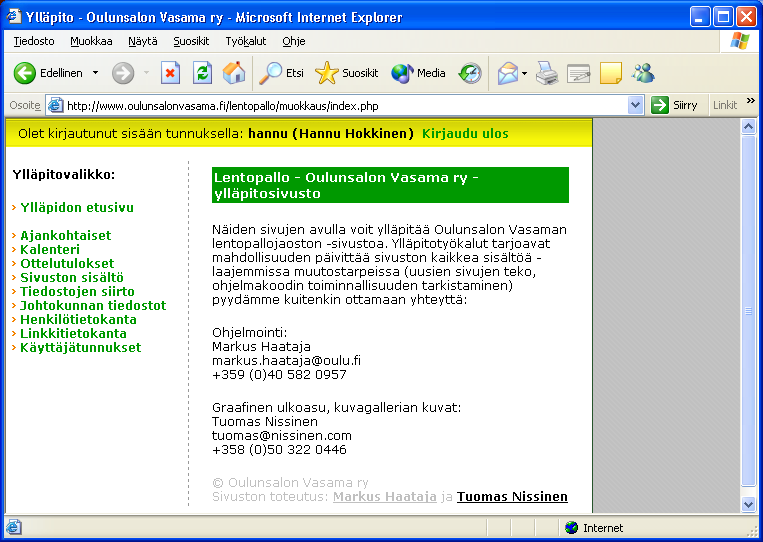 Ylläpito - Oulunsalon Vasama ry - Microsoft Internet Explorer
Tiedosto Muokkaa Näytä Suosikit Työkalut Ohje
Edellinen Etsi Suosikit Media
Osoite http://www.oulunsalonvasama.fi/lentopallo/muokkaus/index.php Siirry Linkit »
Olet kirjautunut sisään tunnuksella: hannu (Hannu Hokkinen) Kirjaudu ulos
Ylläpitovalikko:
› Ylläpidon etusivu
› Ajankohtaiset
› Kalenteri
› Ottelutulokset
› Sivuston sisältö
› Tiedostojen siirto
› Johtokunnan tiedostot
› Henkilötietokanta
› Linkkitietokanta
› Käyttäjätunnukset
Lentopallo - Oulunsalon Vasama ry -
ylläpitosivusto
Näiden sivujen avulla voit ylläpitää Oulunsalon Vasaman
lentopallojaoston -sivustoa. Ylläpitotyökalut tarjoavat
mahdollisuuden päivittää sivuston kaikkea sisältöä -
laajemmissa muutostarpeissa (uusien sivujen teko,
ohjelmakoodin toiminnallisuuden tarkistaminen)
pyydämme kuitenkin ottamaan yhteyttä:
Ohjelmointi:
Markus Haataja
markus.haataja@oulu.fi
+359 (0)40 582 0957
Graafinen ulkoasu, kuvagallerian kuvat:
Tuomas Nissinen
tuomas@nissinen.com
+358 (0)50 322 0446
© Oulunsalon Vasama ry
Sivuston toteutus: Markus Haataja ja Tuomas Nissinen
Internet